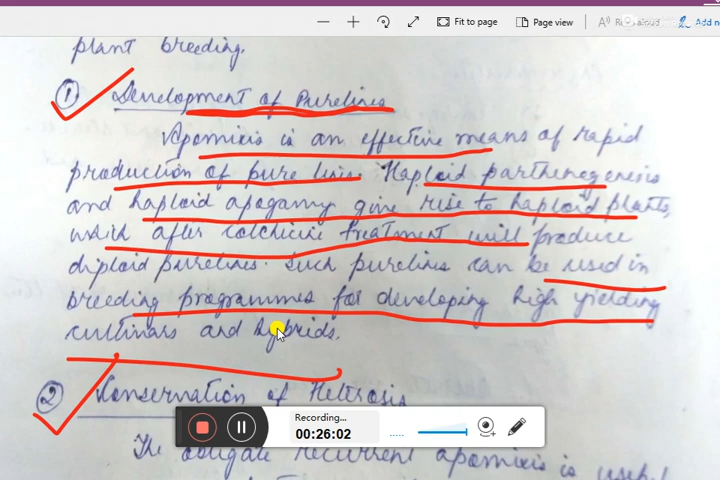 Fit to page
Page view
Add no
plant breeding.
① Development of Purelines
Apomixis is an effective means of rapid
production of pure lines. Haploid parthenogenesis
and haploid apogamy give rise to haploid plants,
which after colchicine treatment will produce
diploid purelines. Such purelines can be used in
breeding programmes for developing high yielding
cultivars and hybrids.
② Conservation of Heterosis
Recording...
00:26:02
The obligate recurrent apomixis is useful